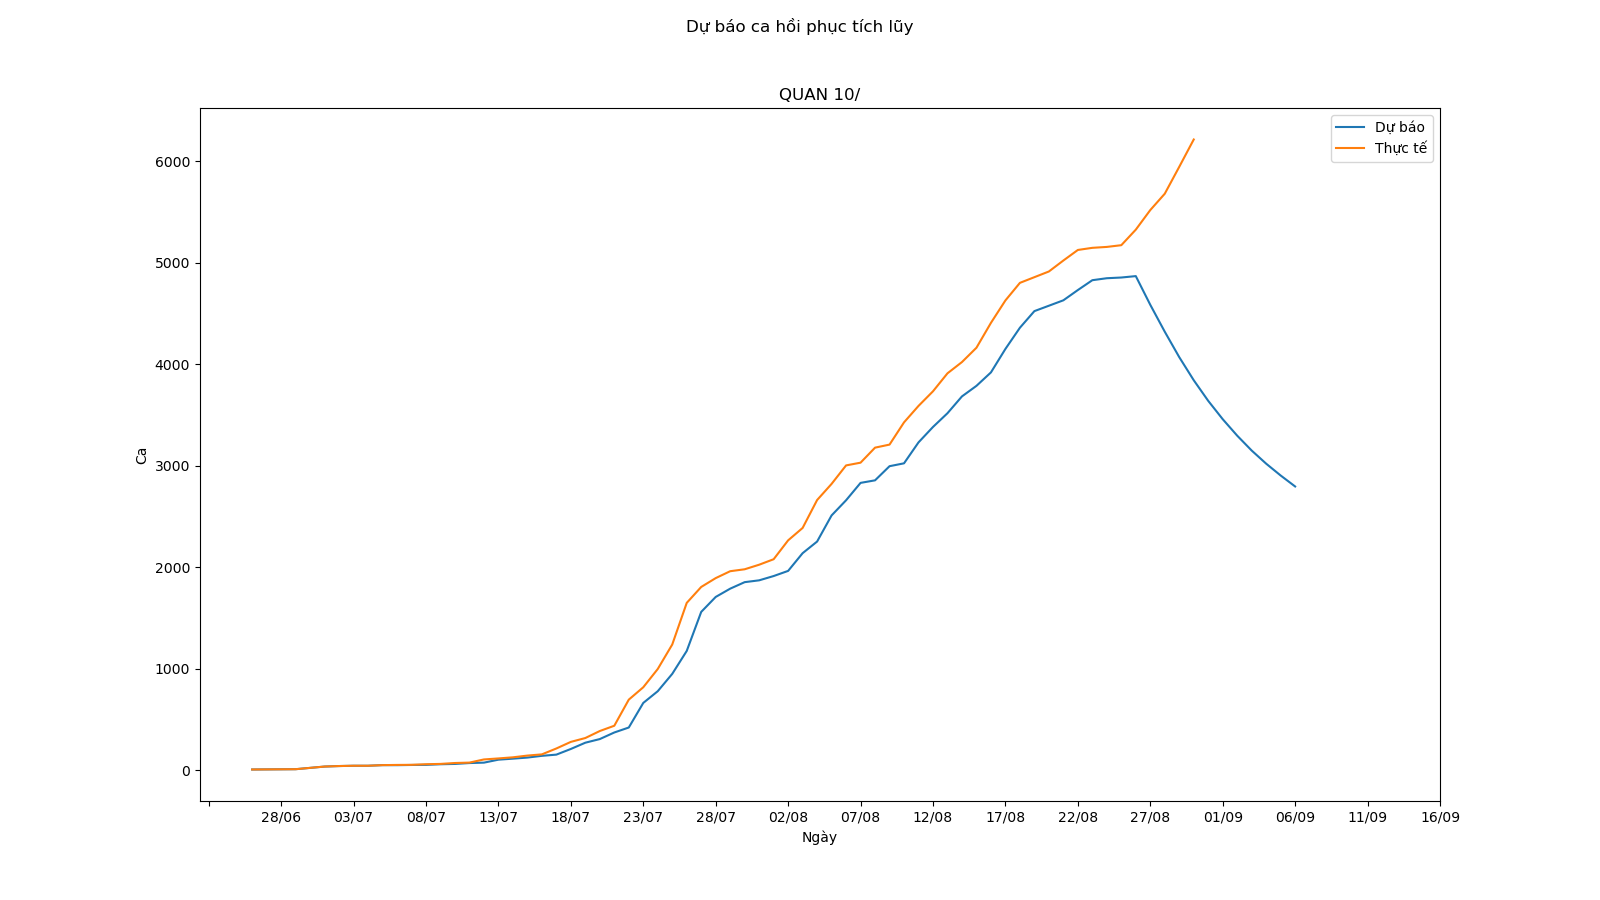 Dự báo ca hồi phục tích lũy
QUAN 10/
Dự báo
Thực tế
6000
5000
4000
3000
2000
1000
0
Ca
28/06 03/07 08/07 13/07 18/07 23/07 28/07 02/08 07/08 12/08 17/08 22/08 27/08 01/09 06/09 11/09 16/09
Ngày